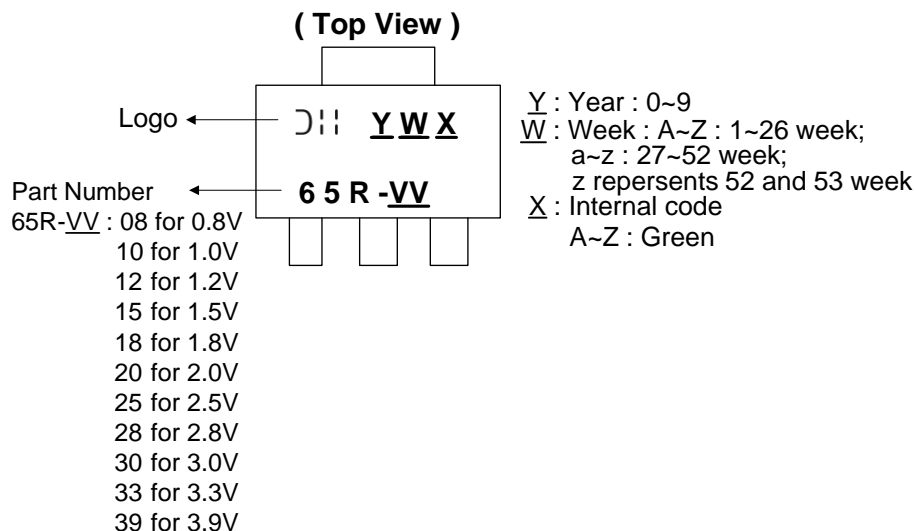 ( Top View )
Logo
Y W X
Y : Year : 0~9
W : Week : A~Z : 1~26 week;
a~z : 27~52 week;
z repersents 52 and 53 week
X : Internal code
A~Z : Green
Part Number
6 5 R -VV
65R-VV : 08 for 0.8V
10 for 1.0V
12 for 1.2V
15 for 1.5V
18 for 1.8V
20 for 2.0V
25 for 2.5V
28 for 2.8V
30 for 3.0V
33 for 3.3V
39 for 3.9V